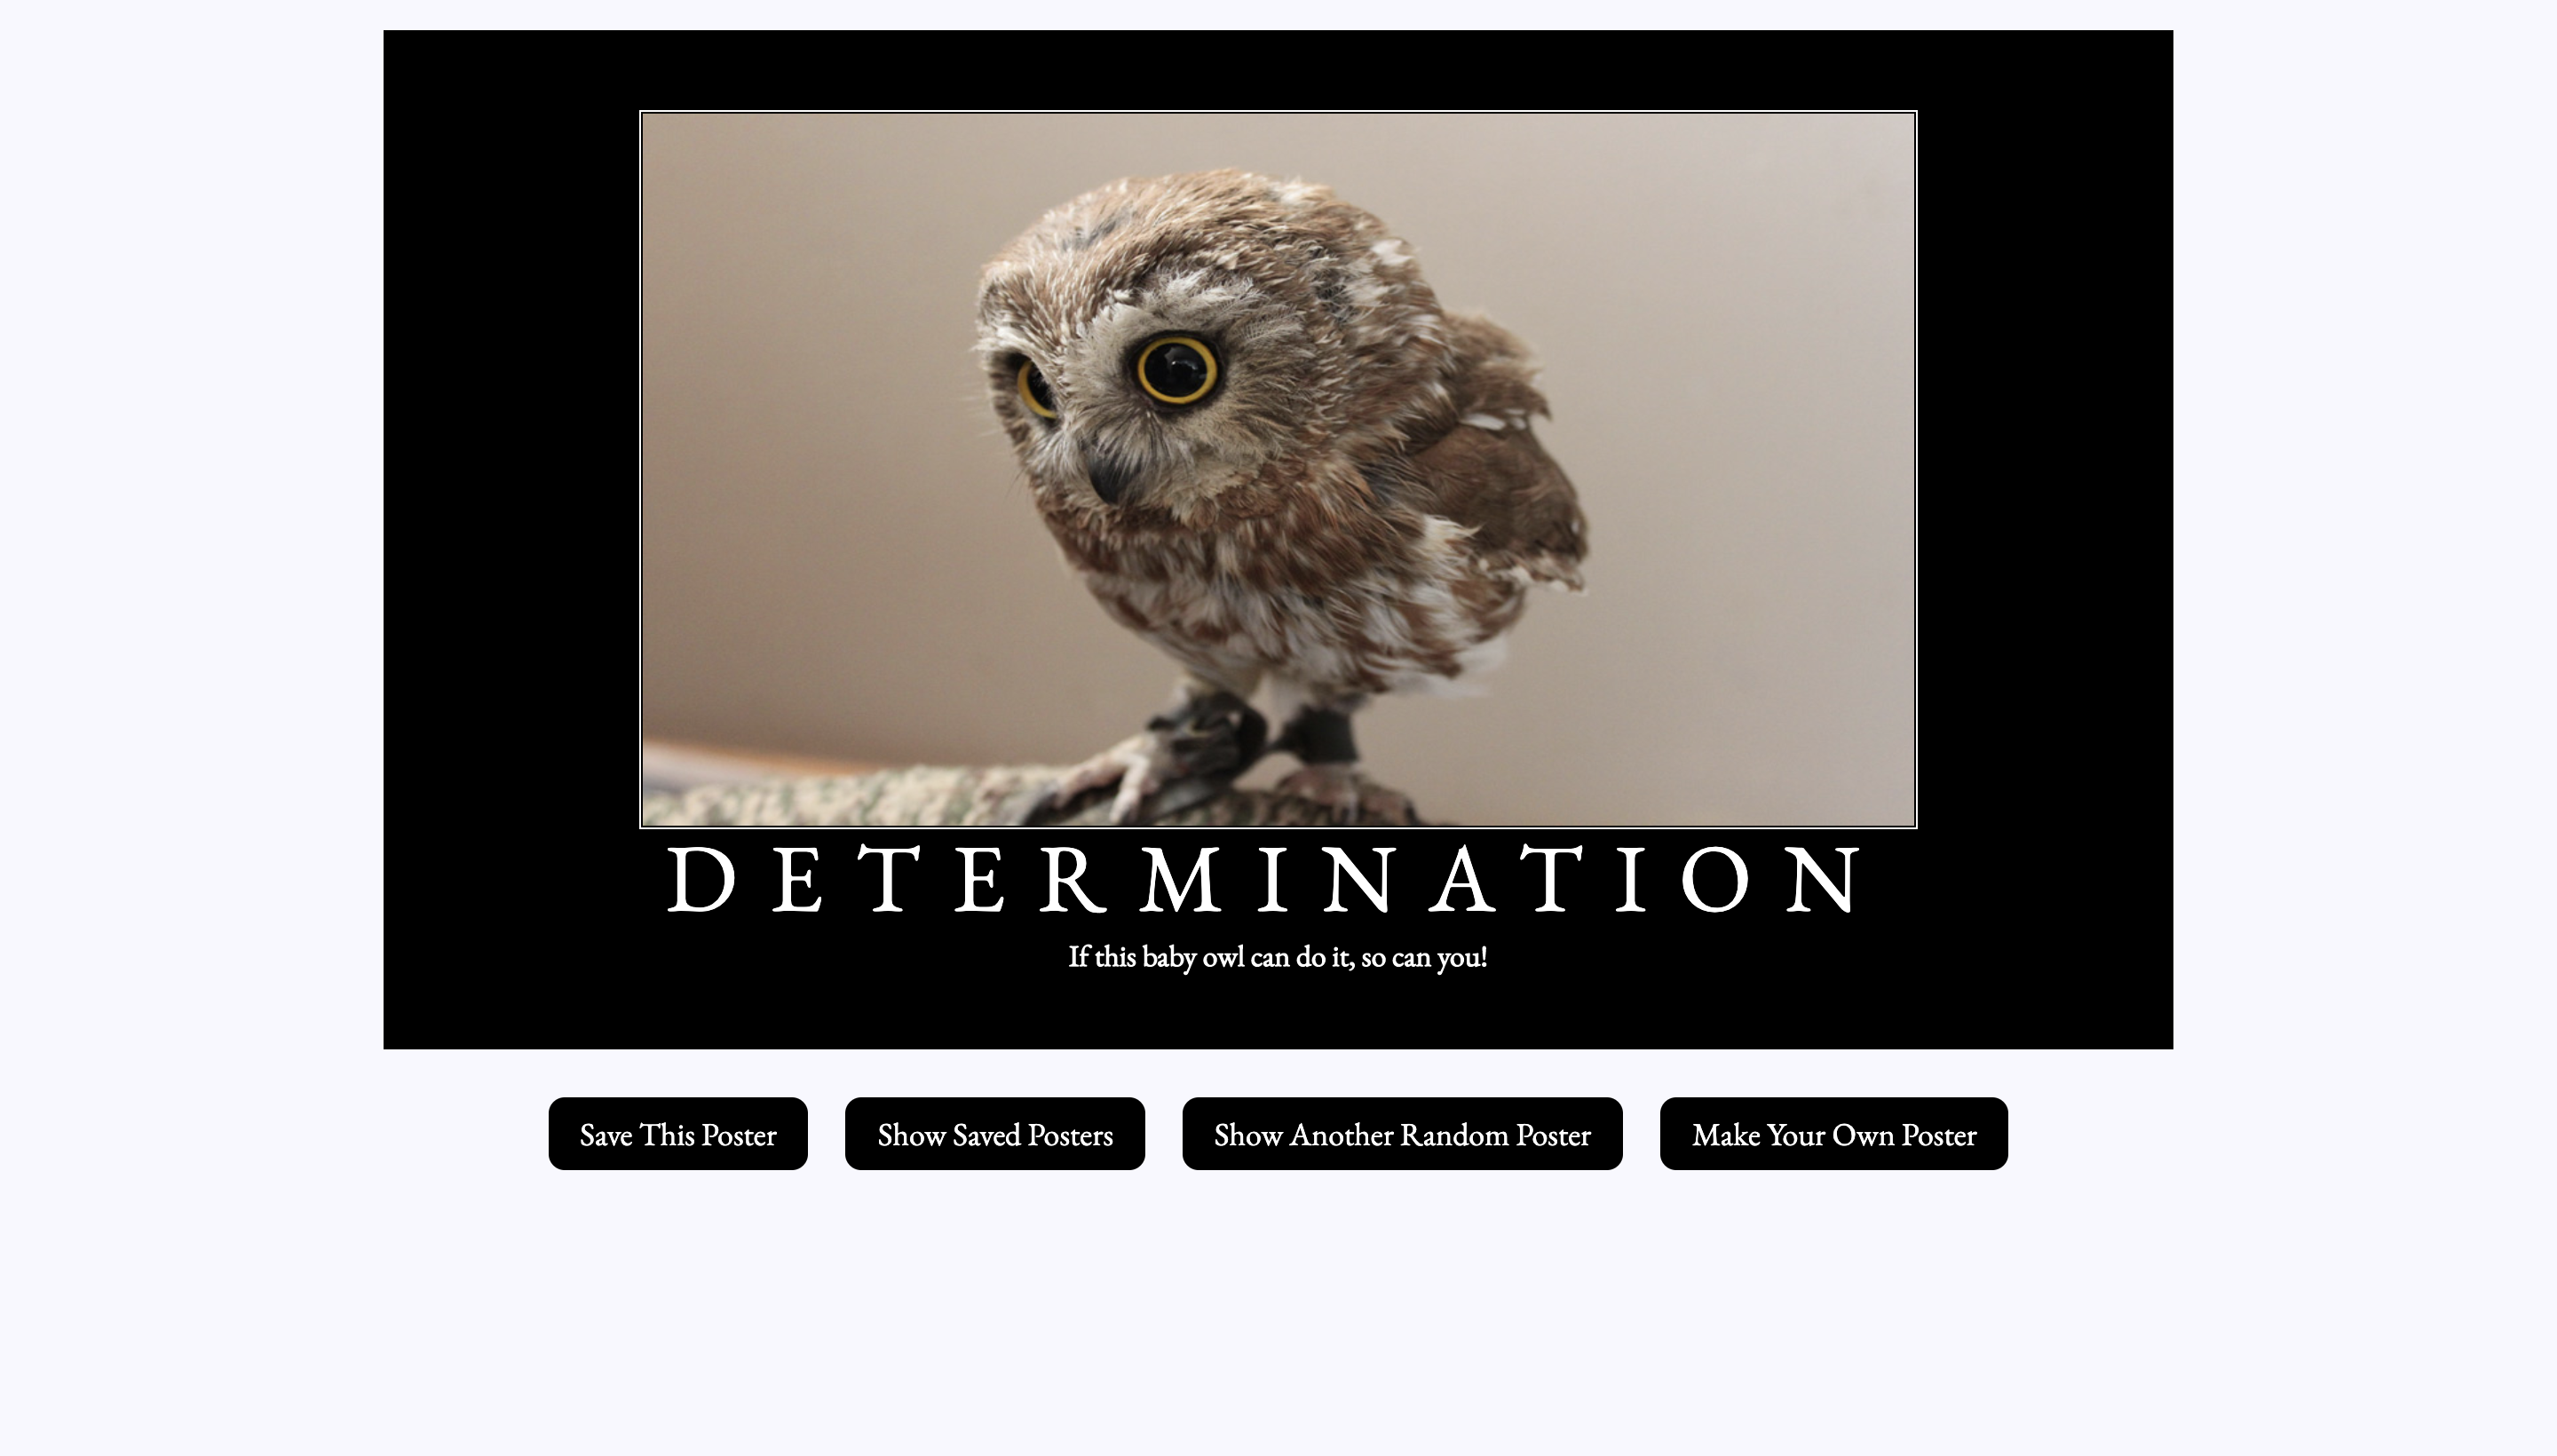 DETERMINATION
If this baby owl can do it, so can you!
Save This Poster
Show Saved Posters
Show Another Random Poster
Make Your Own Poster